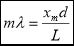 mλ = x_m d / L